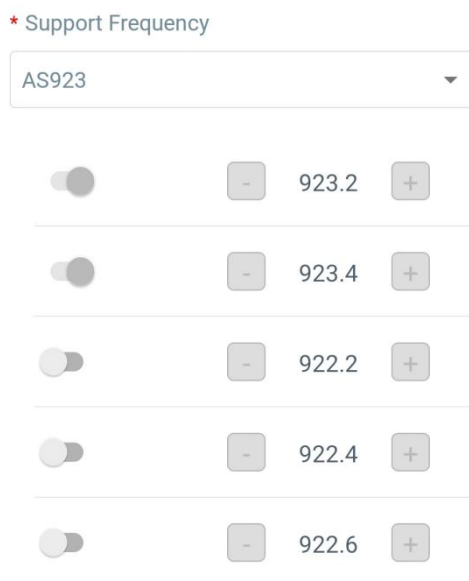 * Support Frequency
AS923
- 923.2 +
- 923.4 +
- 922.2 +
- 922.4 +
- 922.6 +